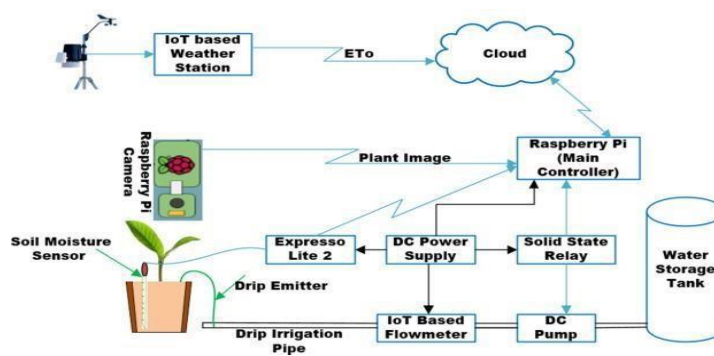 IoT based
Weather
Station
ETo
Cloud
Raspberry Pi
Camera
Plant Image
Raspberry Pi
(Main
Controller)
Soil Moisture
Sensor
Expresso
Lite 2
DC Power
Supply
Solid State
Relay
Water
Storage
Tank
Drip Emitter
Drip Irrigation
Pipe
IoT Based
Flowmeter
DC
Pump